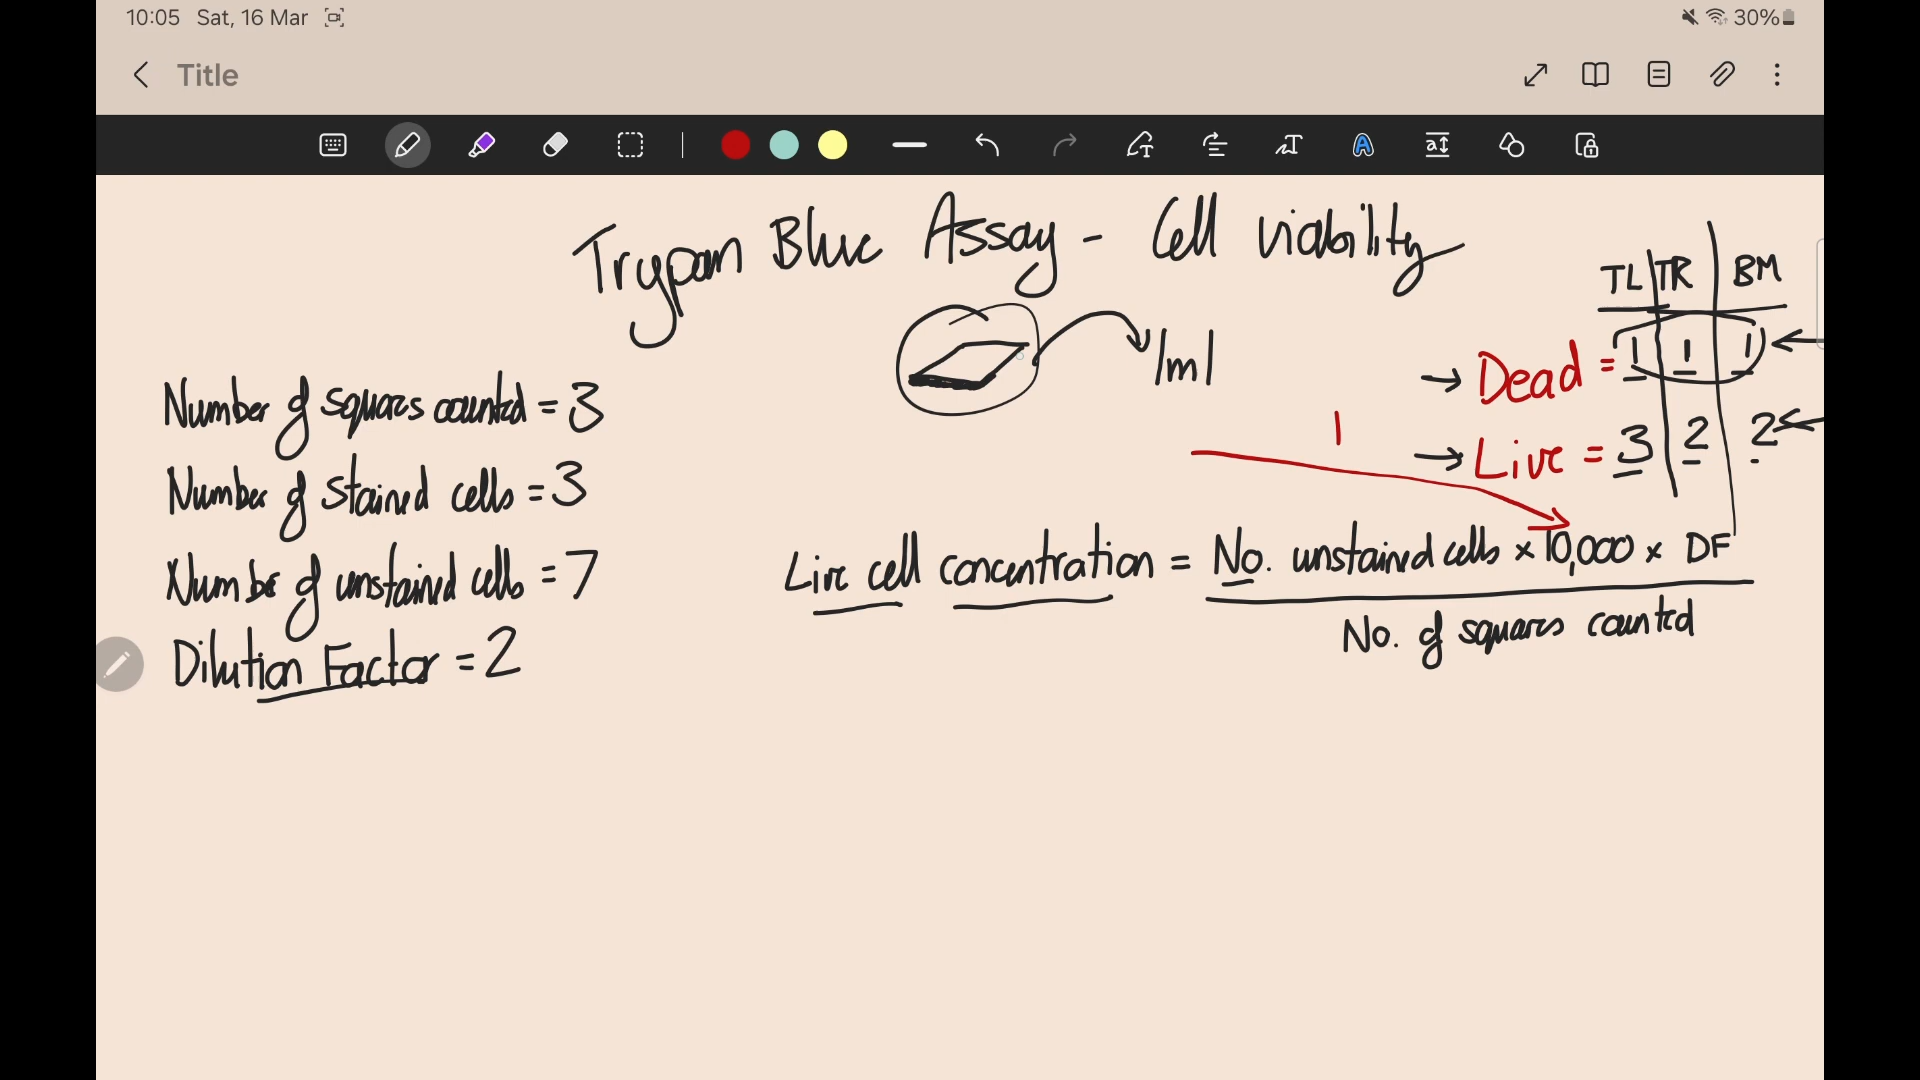 10:05 Sat, 16 Mar
30%
Title
Trypan Blue Assay - Cell viability
1ml
TL TR BM
→ Dead = 1 1 1
→ Live = 3 2 2
1
Number of squares counted = 3
Number of stained cells = 3
Number of unstained cells = 7
Dilution Factor = 2
Live cell concentration = No. unstained cells × 10,000 × DF
No. of squares counted